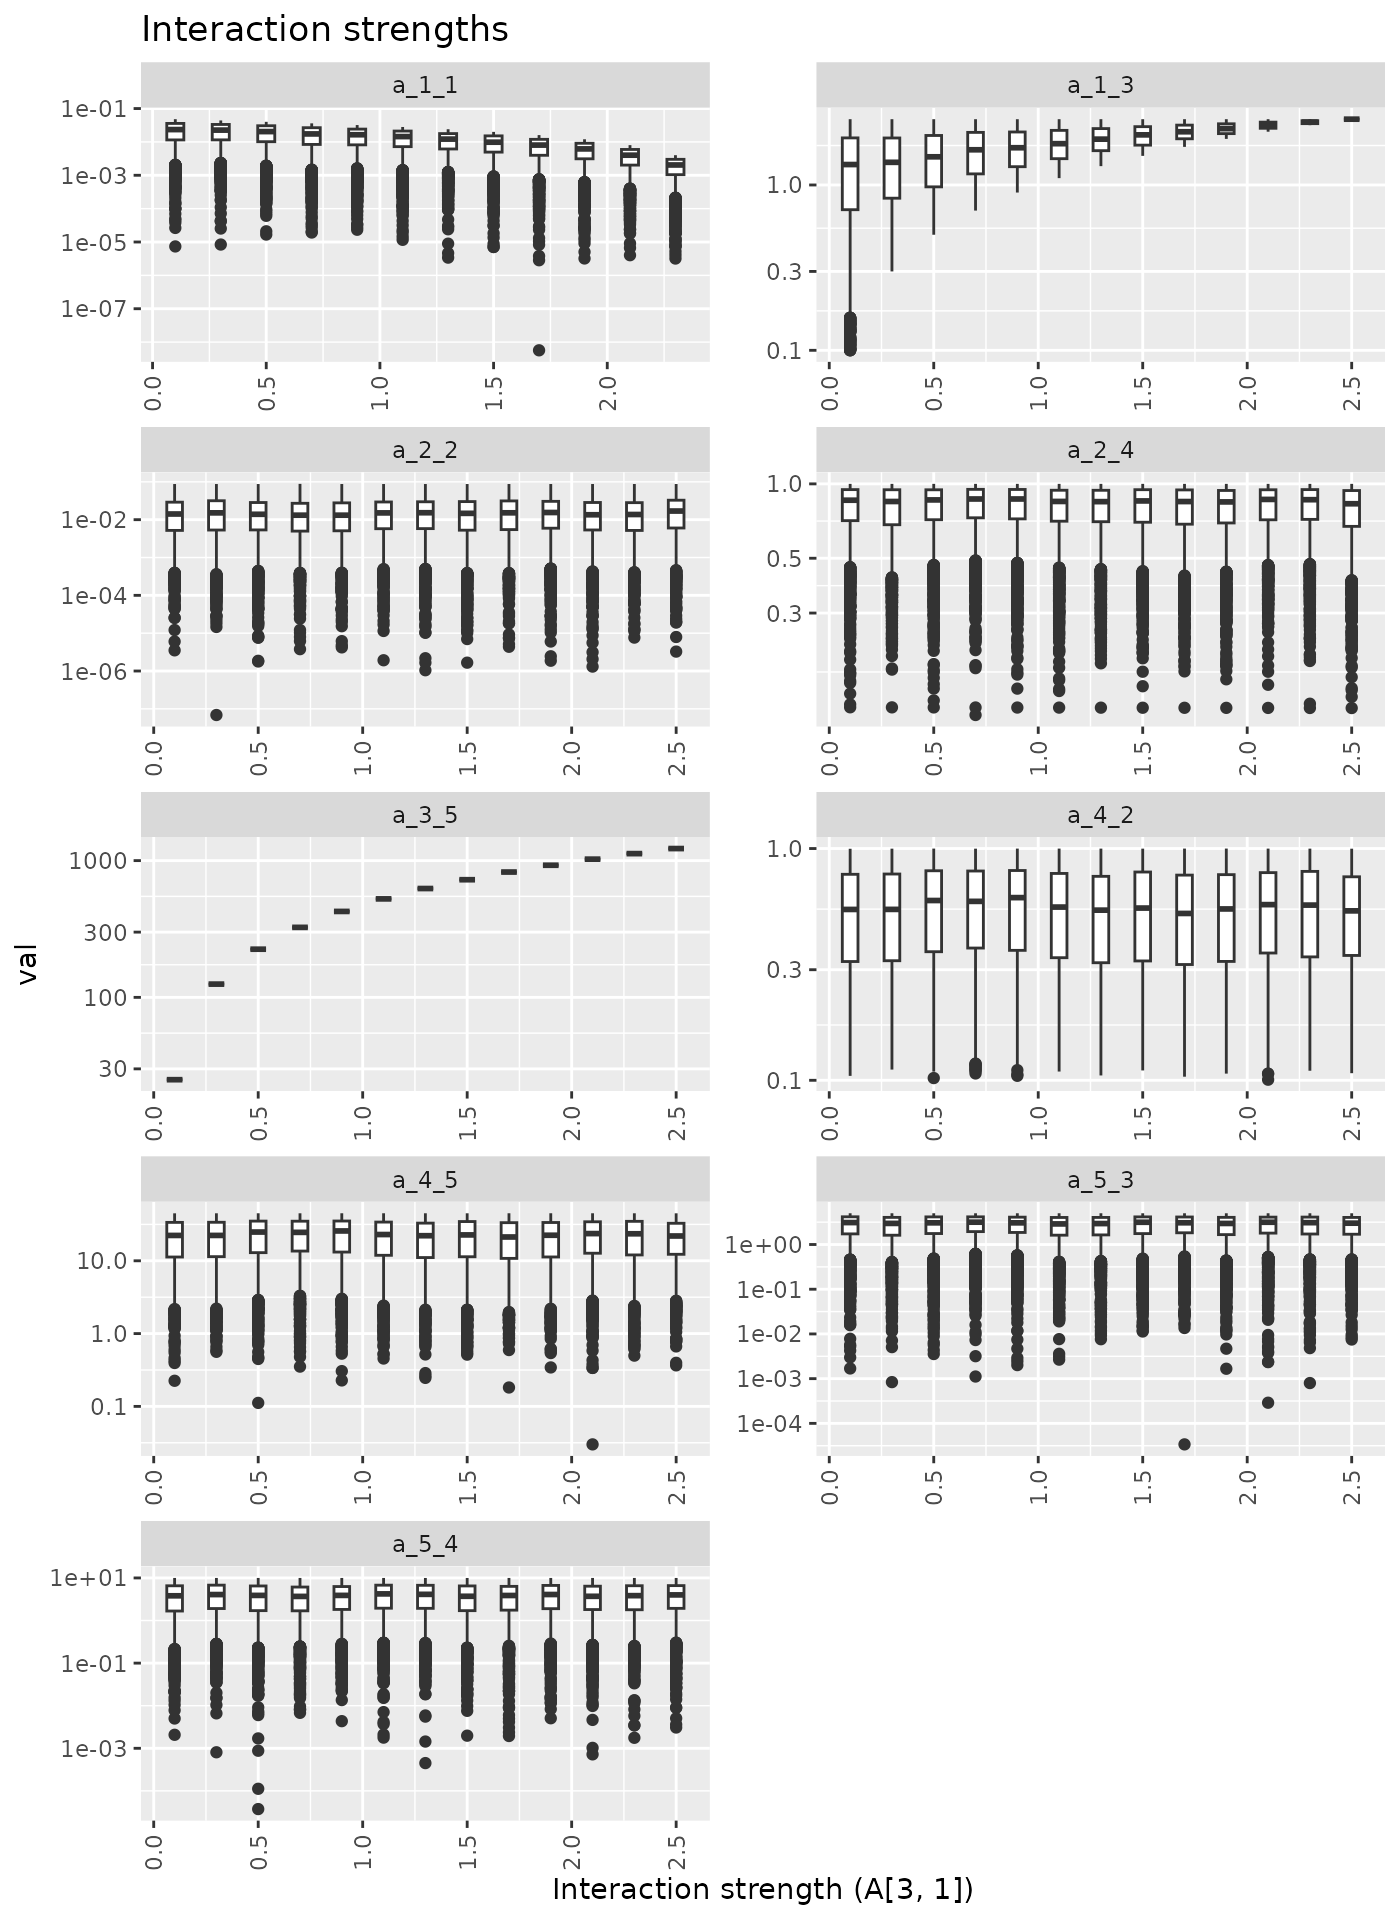 Interaction strengths
a_1_1
1e-01
1e-03
1e-05
1e-07
0.0 0.5 1.0 1.5 2.0
a_1_3
1.0
0.3
0.1
0.0 0.5 1.0 1.5 2.0 2.5
a_2_2
1e-02
1e-04
1e-06
0.0 0.5 1.0 1.5 2.0 2.5
a_2_4
1.0
0.5
0.3
0.0 0.5 1.0 1.5 2.0 2.5
val
a_3_5
1000
300
100
30
0.0 0.5 1.0 1.5 2.0 2.5
a_4_2
1.0
0.3
0.1
0.0 0.5 1.0 1.5 2.0 2.5
a_4_5
10.0
1.0
0.1
0.0 0.5 1.0 1.5 2.0 2.5
a_5_3
1e+00
1e-01
1e-02
1e-03
1e-04
0.0 0.5 1.0 1.5 2.0 2.5
a_5_4
1e+01
1e-01
1e-03
0.0 0.5 1.0 1.5 2.0 2.5
Interaction strength (A[3, 1])